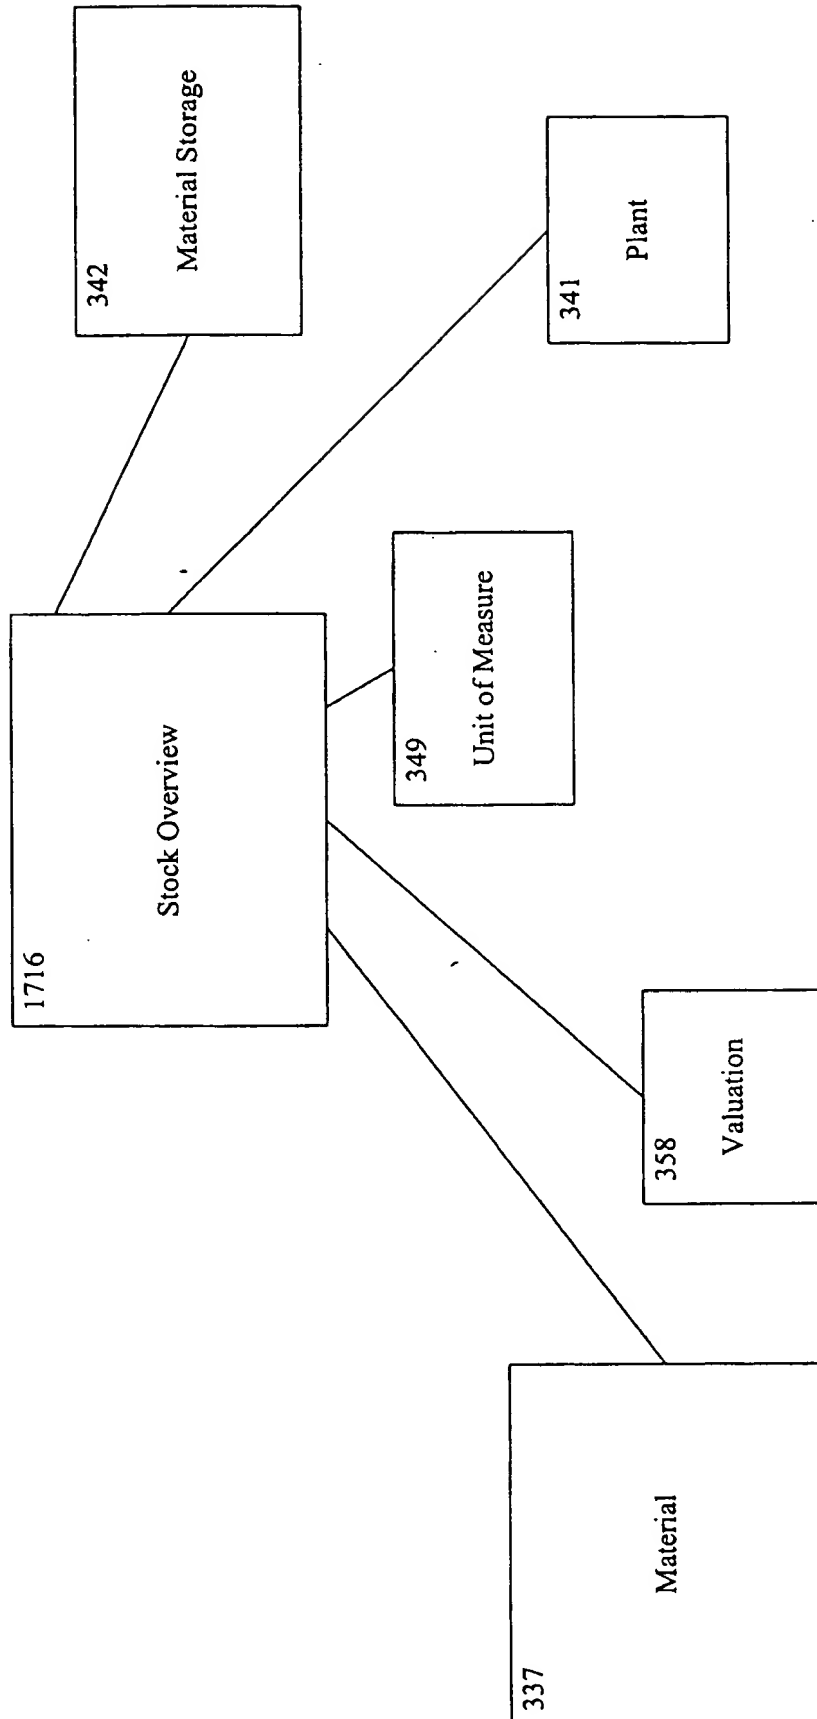 1716
Stock Overview
342
Material Storage
349
Unit of Measure
341
Plant
358
Valuation
337
Material